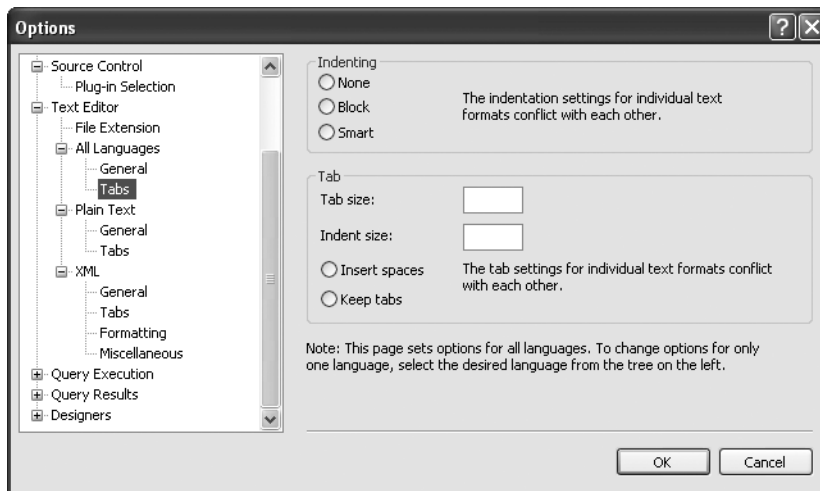 Options
Source Control
Plug-in Selection
Text Editor
File Extension
All Languages
General
Tabs
Plain Text
General
Tabs
XML
General
Tabs
Formatting
Miscellaneous
Query Execution
Query Results
Designers
Indenting
None
Block
Smart
The indentation settings for individual text
formats conflict with each other.
Tab
Tab size:
Indent size:
Insert spaces
Keep tabs
The tab settings for individual text formats conflict
with each other.
Note: This page sets options for all languages. To change options for only
one language, select the desired language from the tree on the left.
OK
Cancel